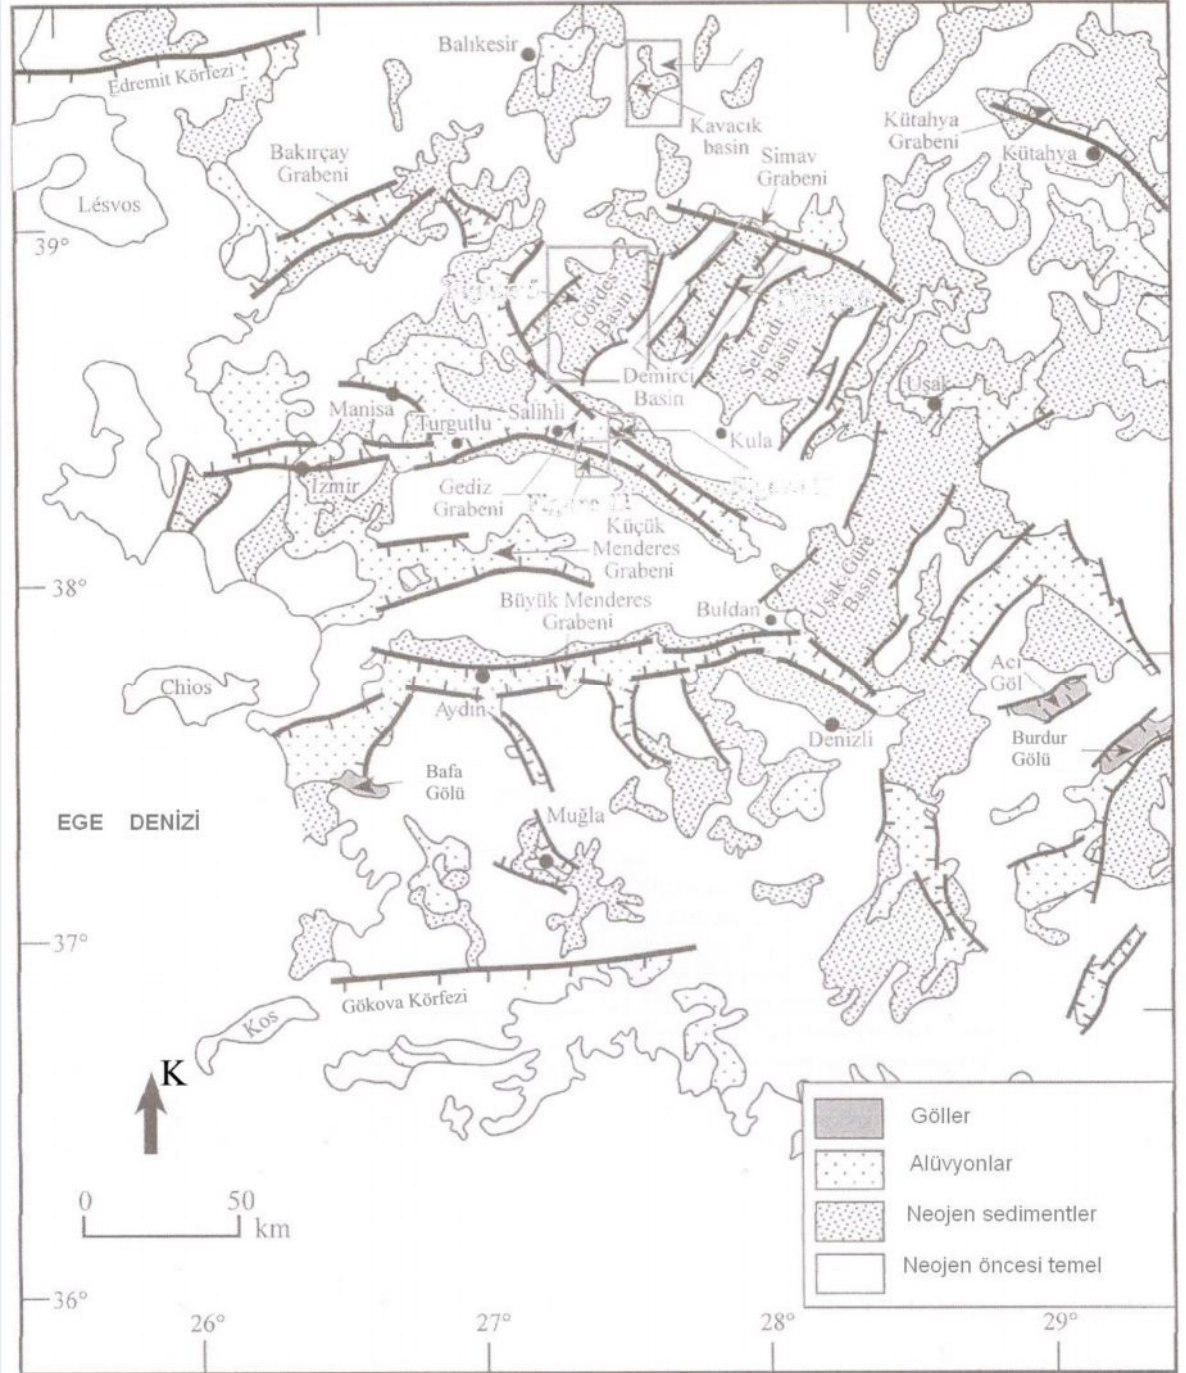 Balıkesir
Edremit Körfezi
Kavacık
basin
Kütahya
Grabeni
Kütahya
Simav
Grabeni
Bakırçay
Grabeni
Lésvos
39°
Gördes
Basin
Selendi
Basin
Demirci
Basin
Uşak
Manisa
Turgutlu
Salihli
Kula
İzmir
Gediz
Grabeni
Küçük
Menderes
Grabeni
38°
Uşak Güre
Basin
Büyük Menderes
Grabeni
Buldan
Acı
Göl
Chios
Aydın
Denizli
Burdur
Gölü
Bafa
Gölü
EGE DENİZİ
Muğla
37°
Gökova Körfezi
Kos
K
Göller
Alüvyonlar
Neojen sedimentler
Neojen öncesi temel
0 50
km
36°
26° 27° 28° 29°